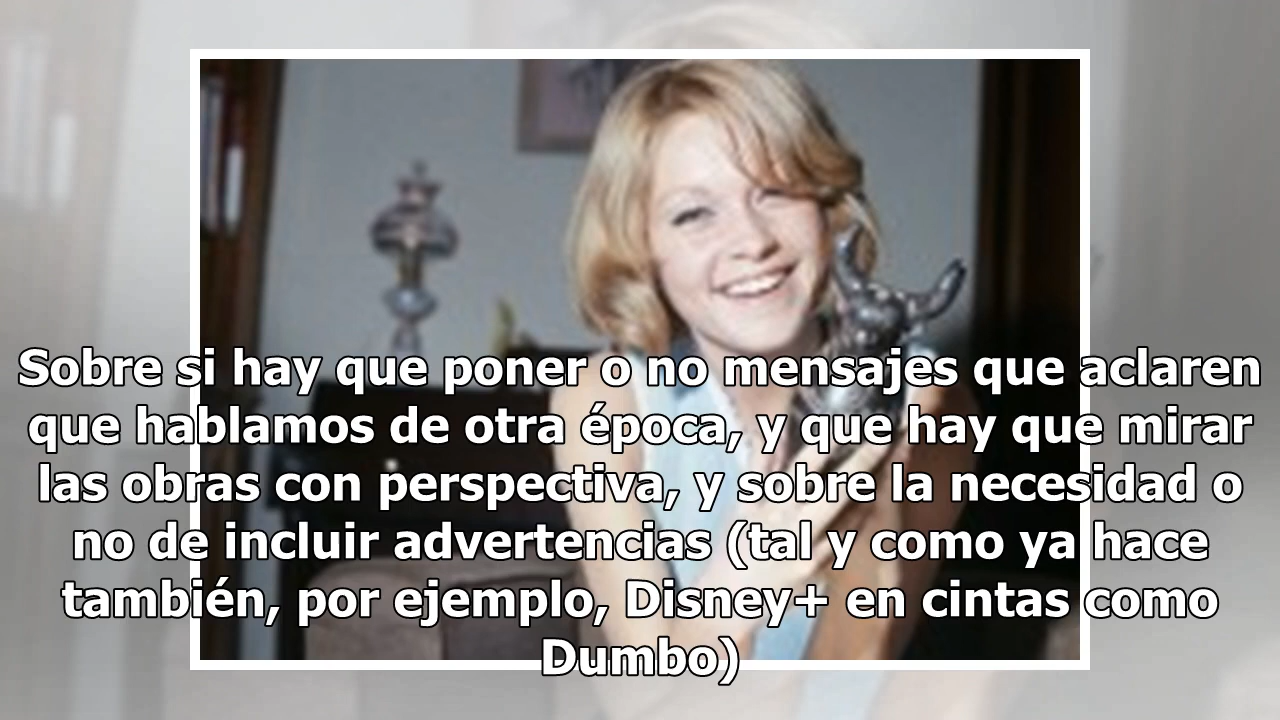 Sobre si hay que poner o no mensajes que aclaren
que hablamos de otra época, y que hay que mirar
las obras con perspectiva, y sobre la necesidad o
no de incluir advertencias (tal y como ya hace
también, por ejemplo, Disney+ en cintas como
Dumbo)